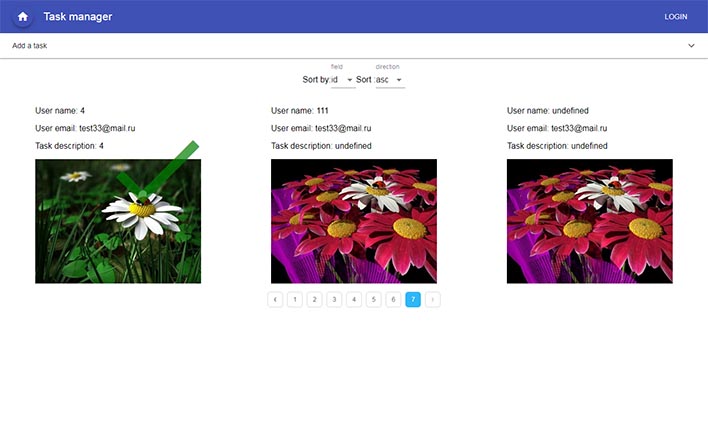 Task manager
LOGIN
Add a task
field
direction
Sort by:id
Sort :asc
User name: 4
User email: test33@mail.ru
Task description: 4
User name: 111
User email: test33@mail.ru
Task description: undefined
User name: undefined
User email: test33@mail.ru
Task description: undefined
‹ 1 2 3 4 5 6 7 ›